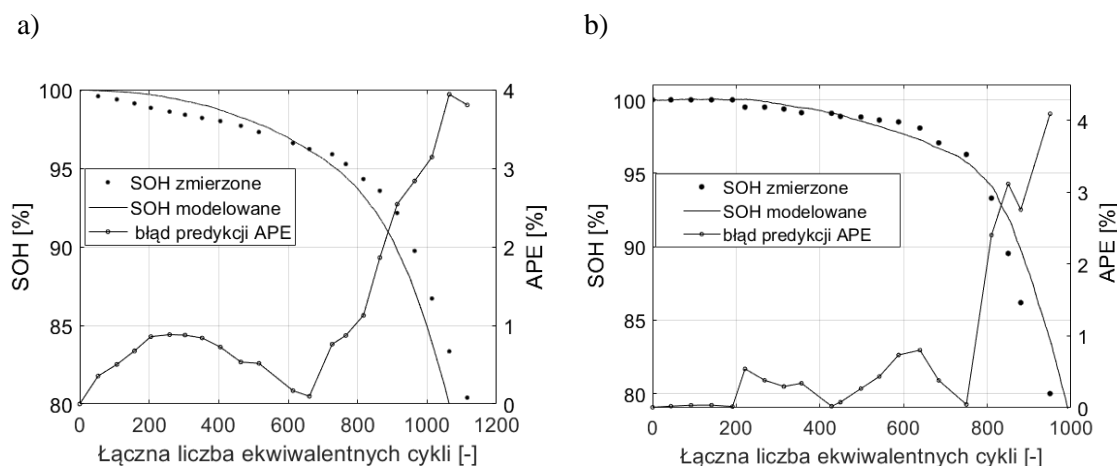 a)
b)
100
95
90
85
80
SOH [%]
SOH zmierzone
SOH modelowane
błąd predykcji APE
4
3
2
1
0
APE [%]
0 200 400 600 800 1000 1200
Łączna liczba ekwiwalentnych cykli [-]
100
95
90
85
80
SOH [%]
SOH zmierzone
SOH modelowane
błąd predykcji APE
4
3
2
1
0
APE [%]
0 200 400 600 800 1000
Łączna liczba ekwiwalentnych cykli [-]